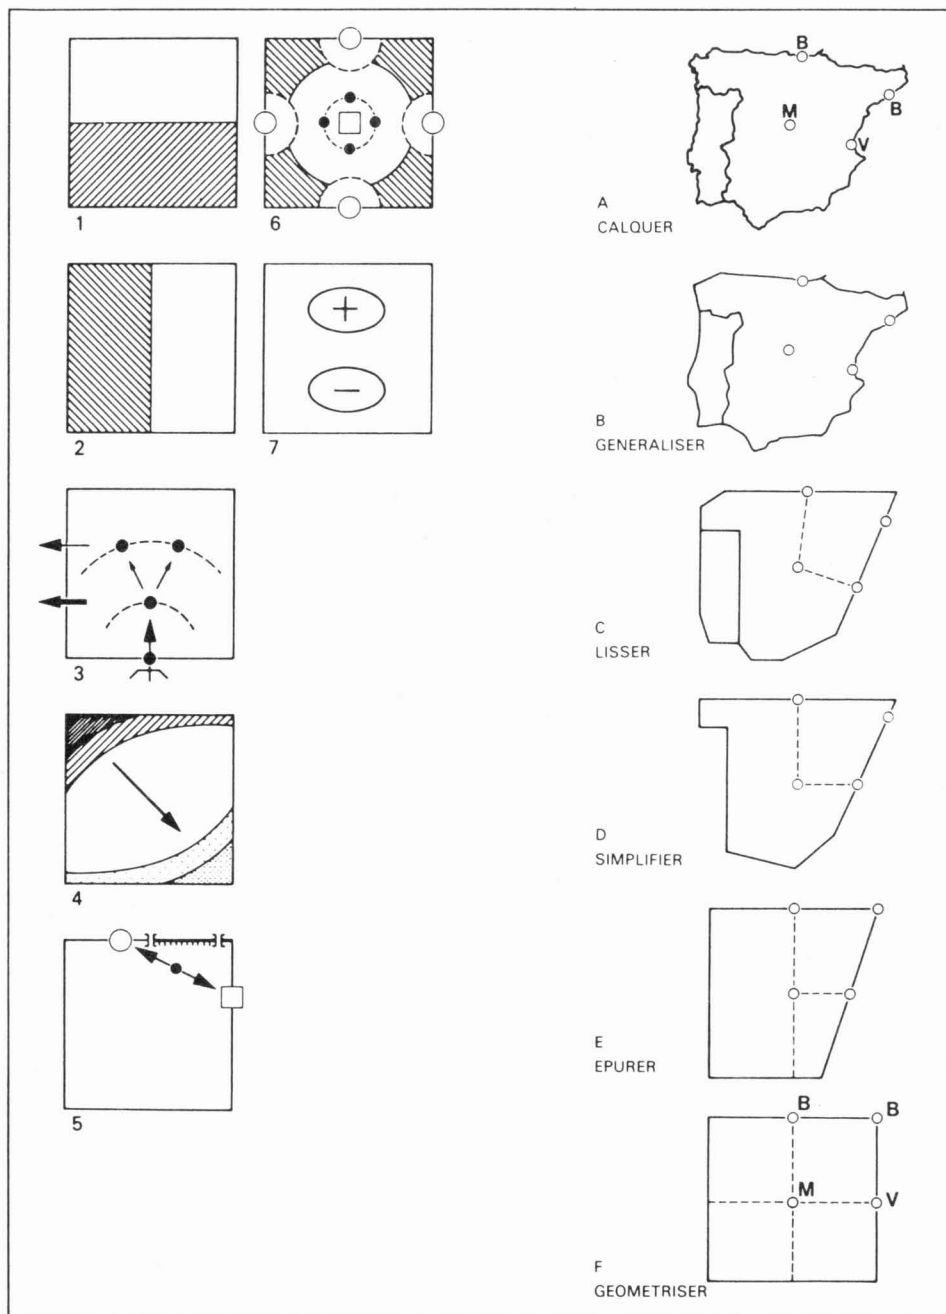 1
6
2
7
+
−
3
4
5
B
B
M
V
A
CALQUER
B
GENERALISER
C
LISSER
D
SIMPLIFIER
E
EPURER
B
B
M
V
F
GEOMETRISER